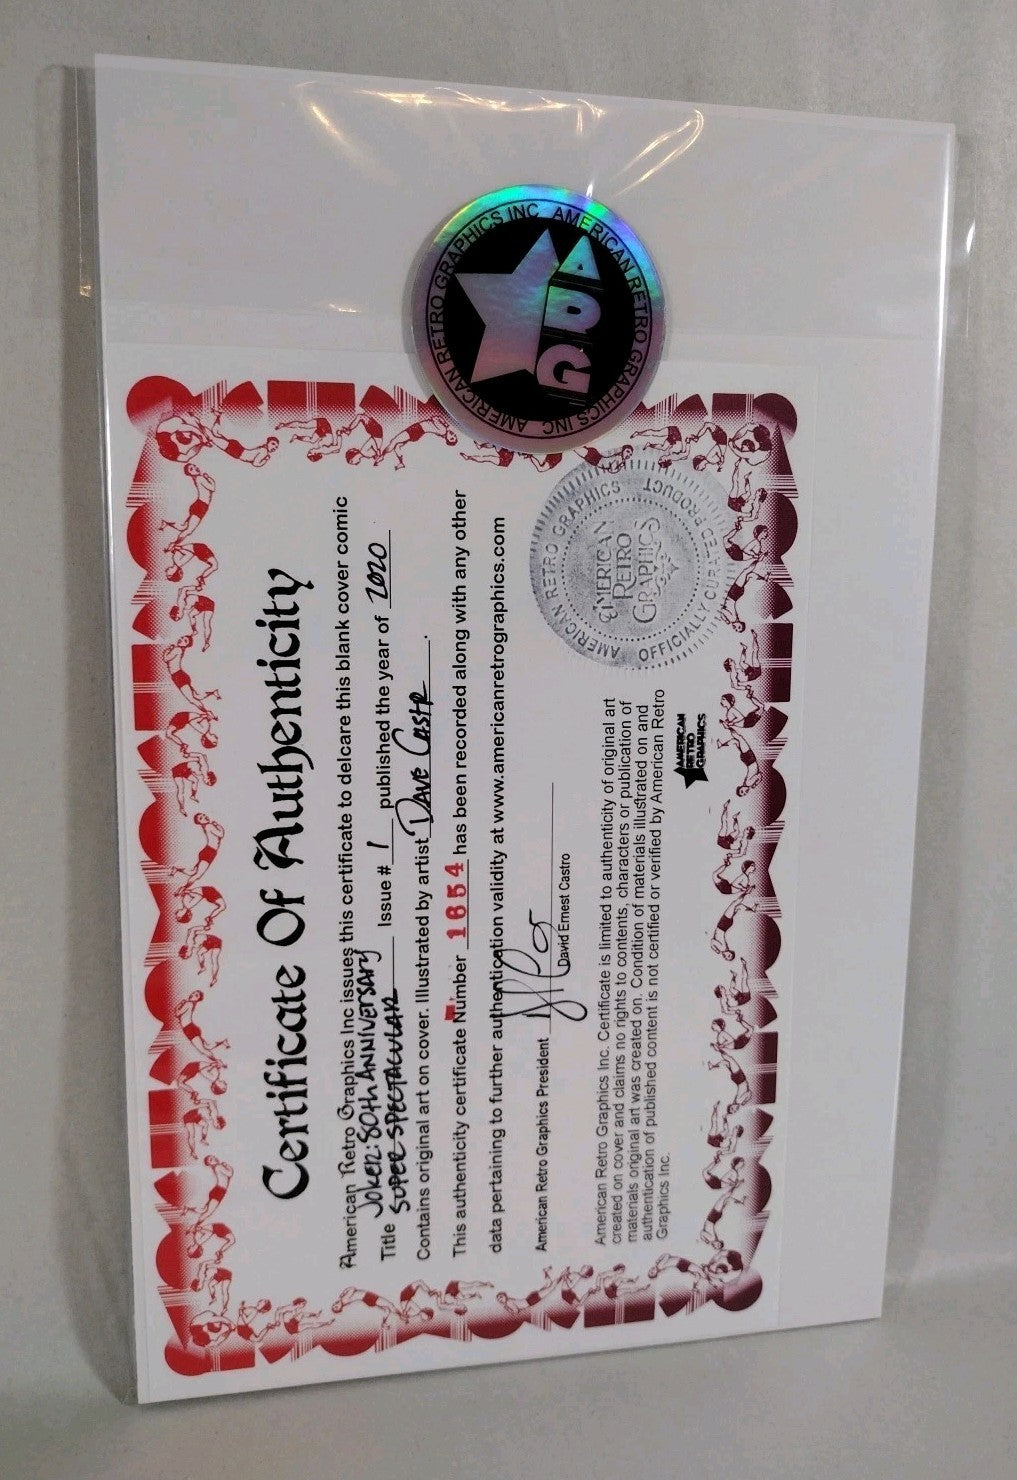 AMERICAN RETRO GRAPHICS INC AMERICAN RETRO GRAPHICS INC
ARG
Certificate Of Authenticity
American Retro Graphics Inc issues this certificate to delcare this blank cover comic
Title JOKER: 80th ANNIVERSARY SUPER SPECTACULAR Issue # 1 published the year of 2020
Contains original art on cover. Illustrated by artist DAVE CASTR.
This authenticity certificate Number 1654 has been recorded along with any other
data pertaining to further authentication validity at www.americanretrographics.com
American Retro Graphics President
David Ernest Castro
AMERICAN RETRO GRAPHICS
OFFICIALLY CURATED PRODUCT
AMERICAN
RETRO
GRAPHICS
American Retro Graphics Inc. Certificate is limited to authenticity of original art
created on cover and claims no rights to contents, characters or publication of
materials original art was created on. Condition of materials illustrated on and
authentication of published content is not certified or verified by American Retro
Graphics Inc.
AMERICAN
RETRO
GRAPHICS